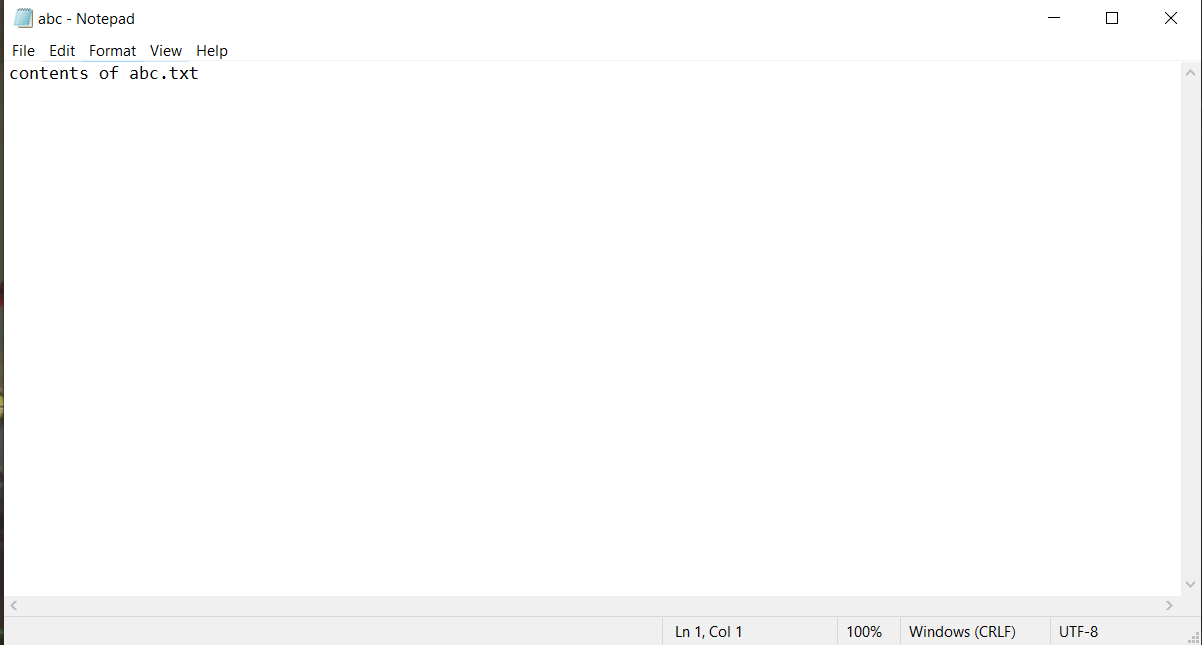 abc - Notepad
File Edit Format View Help
contents of abc.txt
Ln 1, Col 1 100% Windows (CRLF) UTF-8